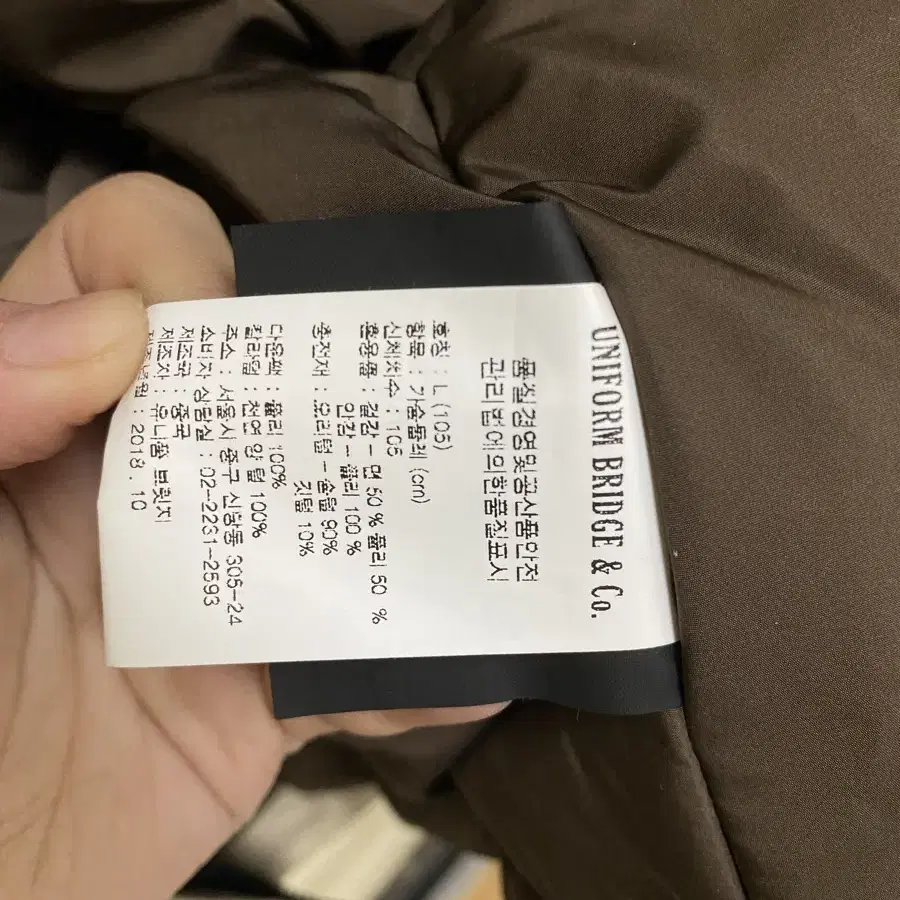 UNIFORM BRIDGE & Co.
품질경영및공산품안전
관리법에의한품질표시
호칭 : L (105)
항목 : 가슴둘레 (cm)
신체치수 : 105
혼용률 : 겉감 - 면 50 % 폴리 50 %
안감 - 폴리 100 %
충전재 : 오리털 - 솜털 90%
깃털 10%
다운팩 : 폴리 100%
칼라털 : 천연 양 털 100%
주소 : 서울시 중구 신당동 305-24
소비자 상담실 : 02-2231-2593
제조국 : 중국
제조자 : 유니폼 브릿지
제조년월 : 2018 . 10